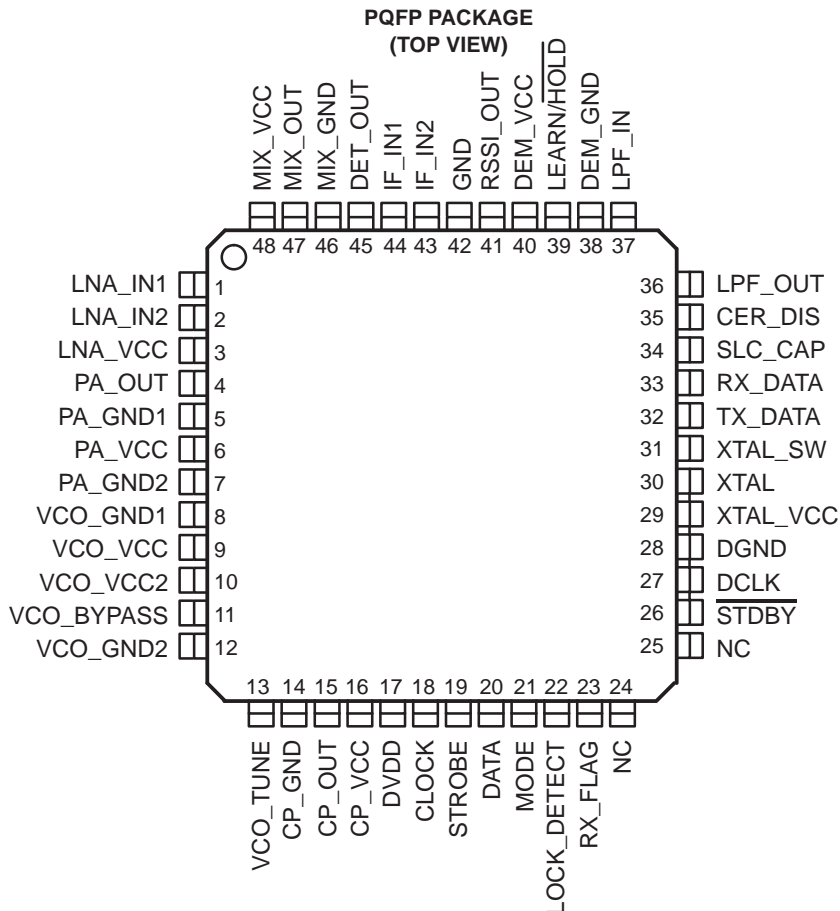 PQFP PACKAGE
(TOP VIEW)
MIX_VCC
MIX_OUT
MIX_GND
DET_OUT
IF_IN1
IF_IN2
GND
RSSI_OUT
DEM_VCC
LEARN/HOLD
DEM_GND
LPF_IN
48 47 46 45 44 43 42 41 40 39 38 37
LNA_IN1 1
LNA_IN2 2
LNA_VCC 3
PA_OUT 4
PA_GND1 5
PA_VCC 6
PA_GND2 7
VCO_GND1 8
VCO_VCC 9
VCO_VCC2 10
VCO_BYPASS 11
VCO_GND2 12
36 LPF_OUT
35 CER_DIS
34 SLC_CAP
33 RX_DATA
32 TX_DATA
31 XTAL_SW
30 XTAL
29 XTAL_VCC
28 DGND
27 DCLK
26 STDBY
25 NC
13 14 15 16 17 18 19 20 21 22 23 24
VCO_TUNE
CP_GND
CP_OUT
CP_VCC
DVDD
CLOCK
STROBE
DATA
MODE
LOCK_DETECT
RX_FLAG
NC